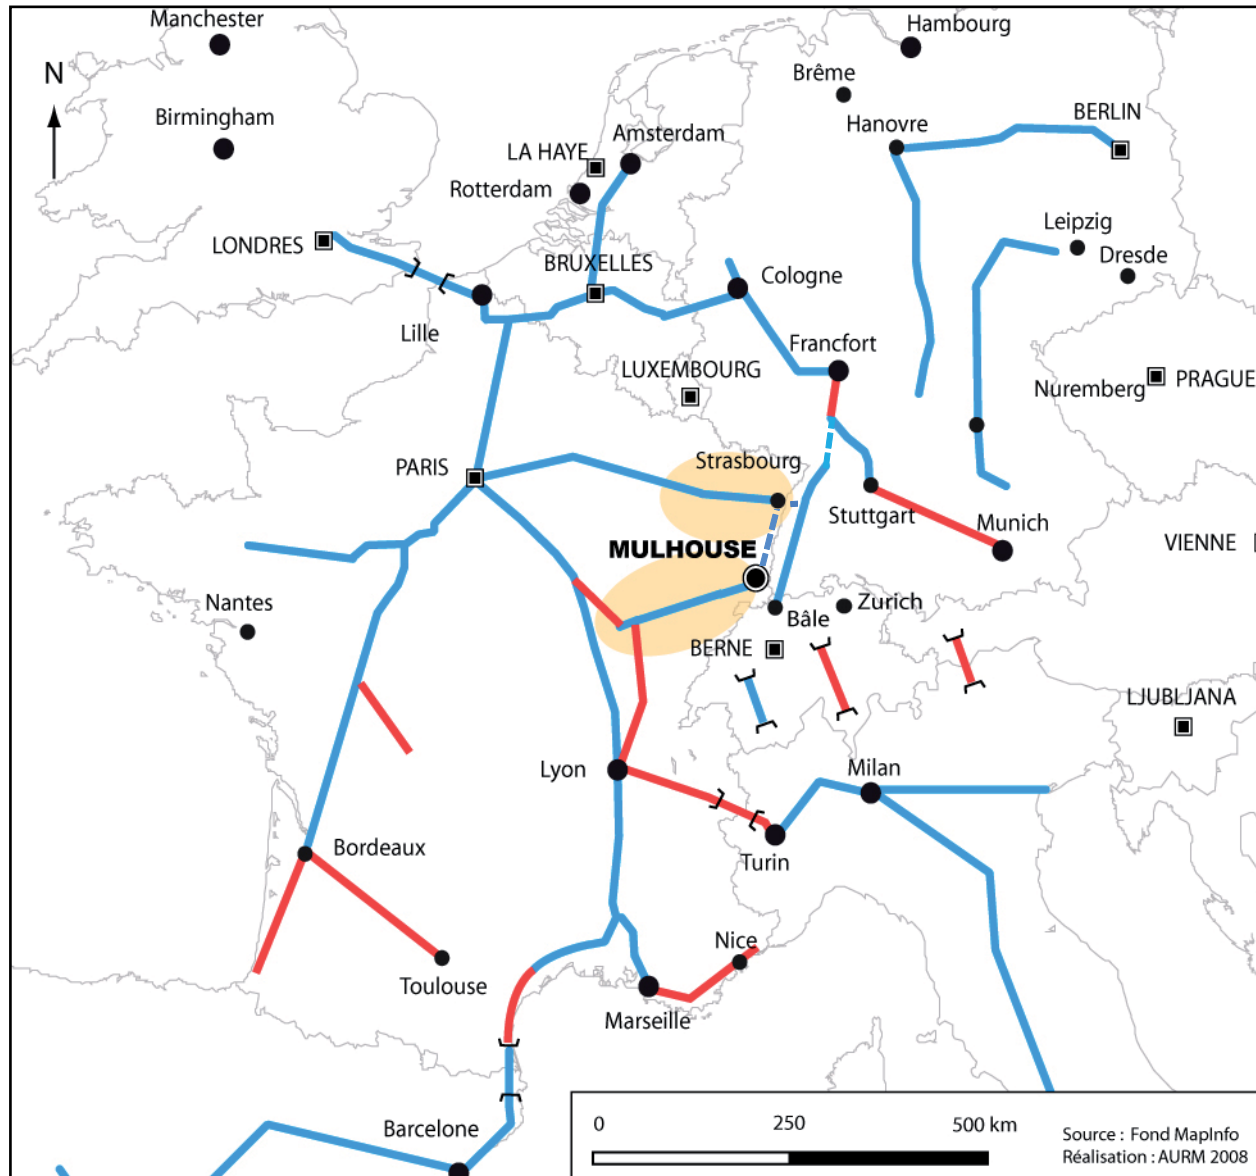 Manchester
Hambourg
N
Brême
Birmingham
Amsterdam
Hanovre
BERLIN
LA HAYE
Rotterdam
Leipzig
LONDRES
BRUXELLES
Cologne
Dresde
Lille
Francfort
LUXEMBOURG
Nuremberg
PRAGUE
PARIS
Strasbourg
Stuttgart
Munich
MULHOUSE
VIENNE
Nantes
Bâle
Zurich
BERNE
LJUBLJANA
Lyon
Milan
Bordeaux
Turin
Nice
Toulouse
Marseille
Barcelone
0 250 500 km
Source : Fond MapInfo
Réalisation : AURM 2008